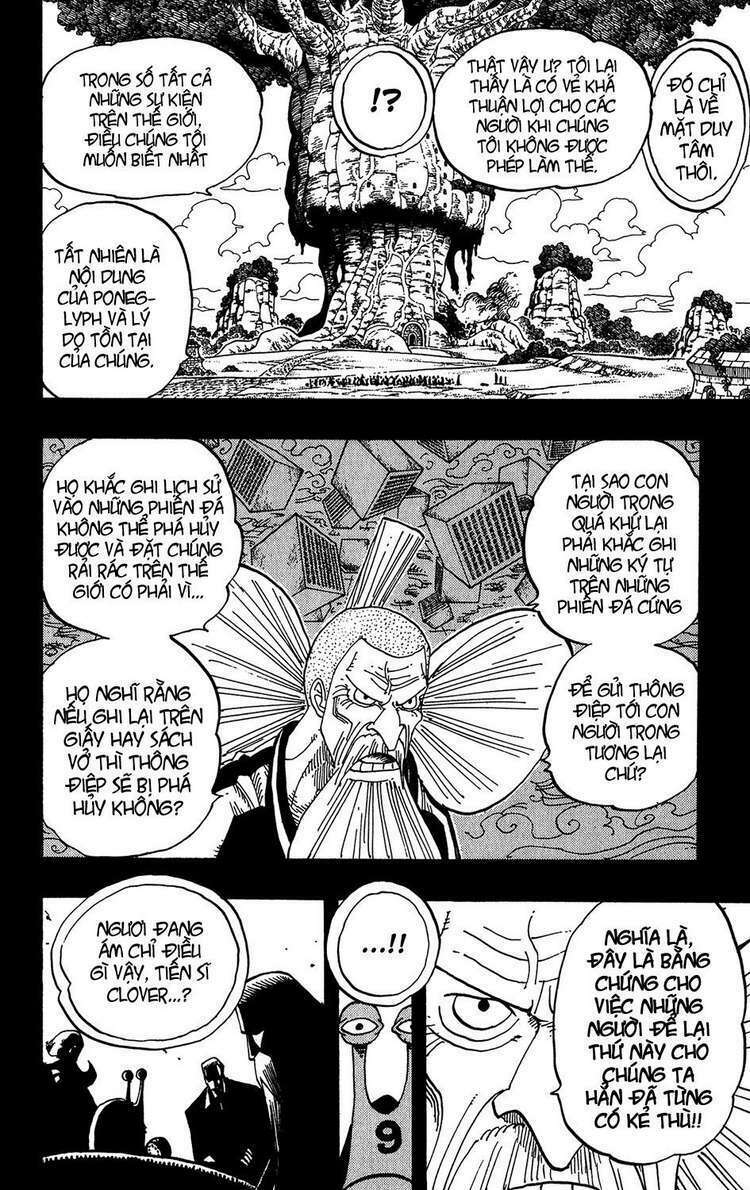 ĐÓ CHỈ
LÀ VỀ
MẶT DUY
TÂM
THÔI.
THẬT VẬY Ư? TÔI LẠI
THẤY LÀ CÓ VẺ KHÁ
THUẬN LỢI CHO CÁC
NGƯƠI KHI CHÚNG
TÔI KHÔNG ĐƯỢC
PHÉP LÀM THẾ.
!?
TRONG SỐ TẤT CẢ
NHỮNG SỰ KIỆN
TRÊN THẾ GIỚI,
ĐIỀU CHÚNG TÔI
MUỐN BIẾT NHẤT
TẤT NHIÊN LÀ
NỘI DUNG
CỦA PONEG-
LYPH VÀ LÝ
DO TỒN TẠI
CỦA CHÚNG.
TẠI SAO CON
NGƯỜI TRONG
QUÁ KHỨ LẠI
PHẢI KHẮC GHI
NHỮNG KÝ TỰ
TRÊN NHỮNG
PHIẾN ĐÁ CỨNG
ĐỂ GỬI THÔNG
ĐIỆP TỚI CON
NGƯỜI TRONG
TƯƠNG LAI
CHỨ?
HỌ KHẮC GHI LỊCH SỬ
VÀO NHỮNG PHIẾN ĐÁ
KHÔNG THỂ PHÁ HỦY
ĐƯỢC VÀ ĐẶT CHÚNG
RẢI RÁC TRÊN THẾ
GIỚI CÓ PHẢI VÌ...
HỌ NGHĨ RẰNG
NẾU GHI LẠI TRÊN
GIẤY HAY SÁCH
VỞ THÌ THÔNG
ĐIỆP SẼ BỊ PHÁ
HỦY KHÔNG?
NGHĨA LÀ,
ĐÂY LÀ BẰNG
CHỨNG CHO
VIỆC NHỮNG
NGƯỜI ĐỂ LẠI
THỨ NÀY CHO
CHÚNG TA
HẲN ĐÃ TỪNG
CÓ KẺ THÙ!!
...!!
9
NGƯƠI ĐANG
ÁM CHỈ ĐIỀU
GÌ VẬY, TIẾN SĨ
CLOVER...?